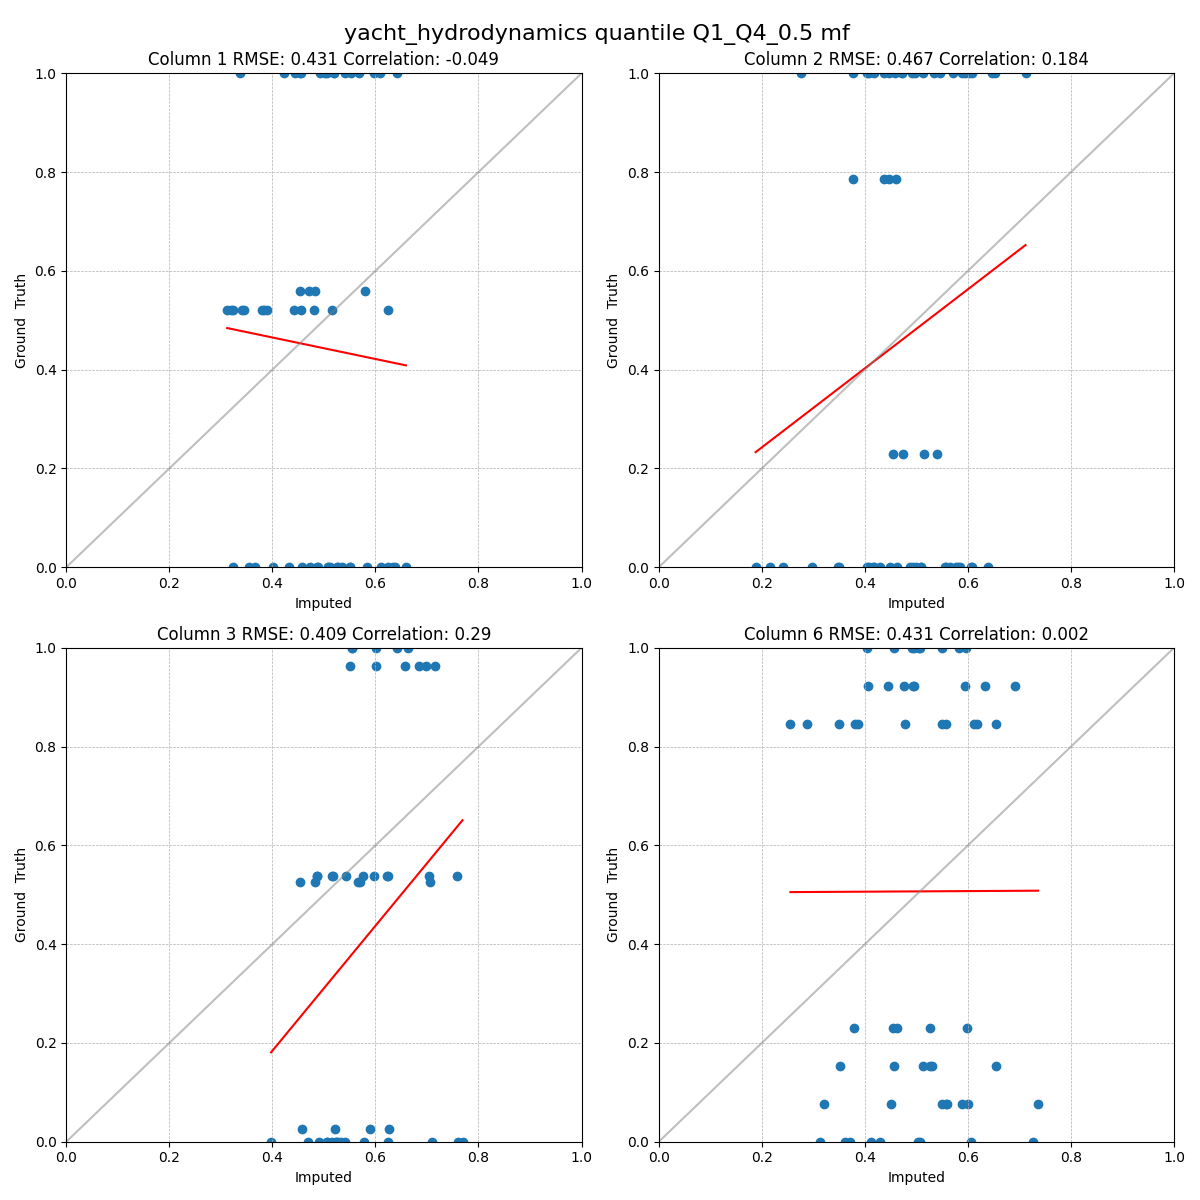 yacht_hydrodynamics quantile Q1_Q4_0.5 mf
Column 1 RMSE: 0.431 Correlation: -0.049
Column 2 RMSE: 0.467 Correlation: 0.184
1.0
0.8
0.6
0.4
0.2
0.0
Ground Truth
0.0 0.2 0.4 0.6 0.8 1.0
Imputed
1.0
0.8
0.6
0.4
0.2
0.0
Ground Truth
0.0 0.2 0.4 0.6 0.8 1.0
Imputed
Column 3 RMSE: 0.409 Correlation: 0.29
Column 6 RMSE: 0.431 Correlation: 0.002
1.0
0.8
0.6
0.4
0.2
0.0
Ground Truth
0.0 0.2 0.4 0.6 0.8 1.0
Imputed
1.0
0.8
0.6
0.4
0.2
0.0
Ground Truth
0.0 0.2 0.4 0.6 0.8 1.0
Imputed